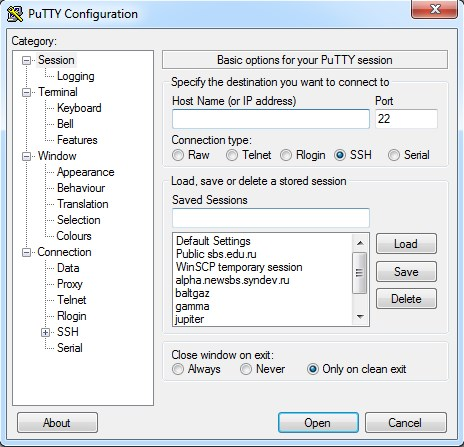 PuTTY Configuration
Category:
Session
Logging
Terminal
Keyboard
Bell
Features
Window
Appearance
Behaviour
Translation
Selection
Colours
Connection
Data
Proxy
Telnet
Rlogin
SSH
Serial
Basic options for your PuTTY session
Specify the destination you want to connect to
Host Name (or IP address) Port
22
Connection type:
Raw Telnet Rlogin SSH Serial
Load, save or delete a stored session
Saved Sessions
Default Settings
Public sbs.edu.ru
WinSCP temporary session
alpha.newsbs.syndev.ru
baltgaz
gamma
jupiter
Load
Save
Delete
Close window on exit:
Always Never Only on clean exit
About Open Cancel